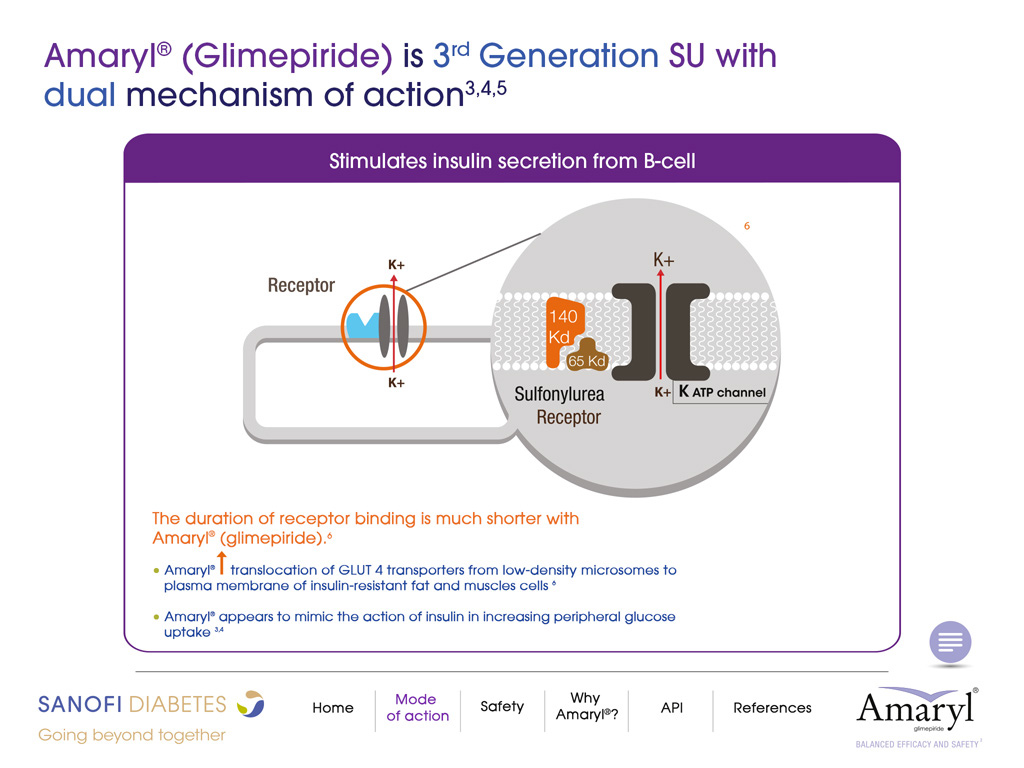 Amaryl® (Glimepiride) is 3rd Generation SU with
dual mechanism of action3,4,5
Stimulates insulin secretion from B-cell
6
K+
K+
Receptor
140
Kd
65 Kd
K+
Sulfonylurea
Receptor
K+
K ATP channel
The duration of receptor binding is much shorter with
Amaryl® (glimepiride).6
• Amaryl® ↑ translocation of GLUT 4 transporters from low-density microsomes to
plasma membrane of insulin-resistant fat and muscles cells 6
• Amaryl® appears to mimic the action of insulin in increasing peripheral glucose
uptake 3,4
SANOFI DIABETES
Going beyond together
Home
Mode
of action
Safety
Why
Amaryl®?
API
References
Amaryl®
glimepiride
BALANCED EFFICACY AND SAFETY1